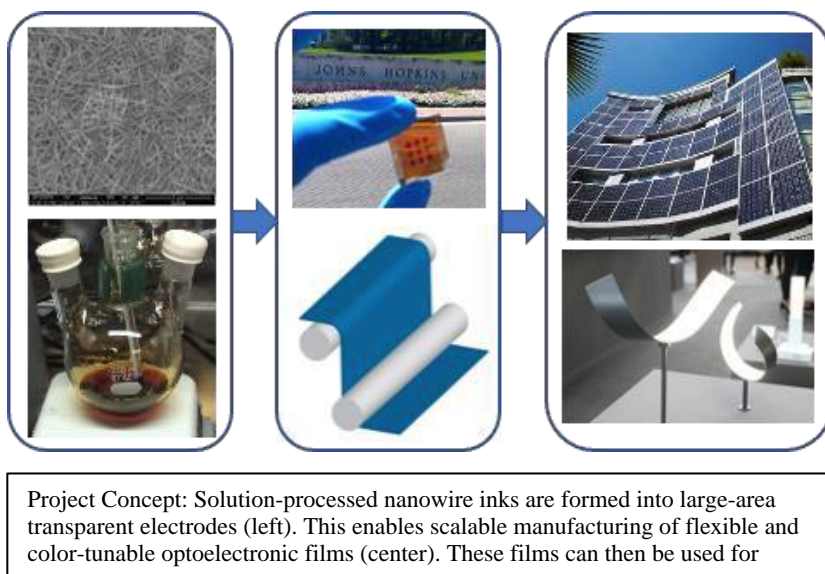 JOHNS HOPKINS UN
Project Concept: Solution-processed nanowire inks are formed into large-area
transparent electrodes (left). This enables scalable manufacturing of flexible and
color-tunable optoelectronic films (center). These films can then be used for